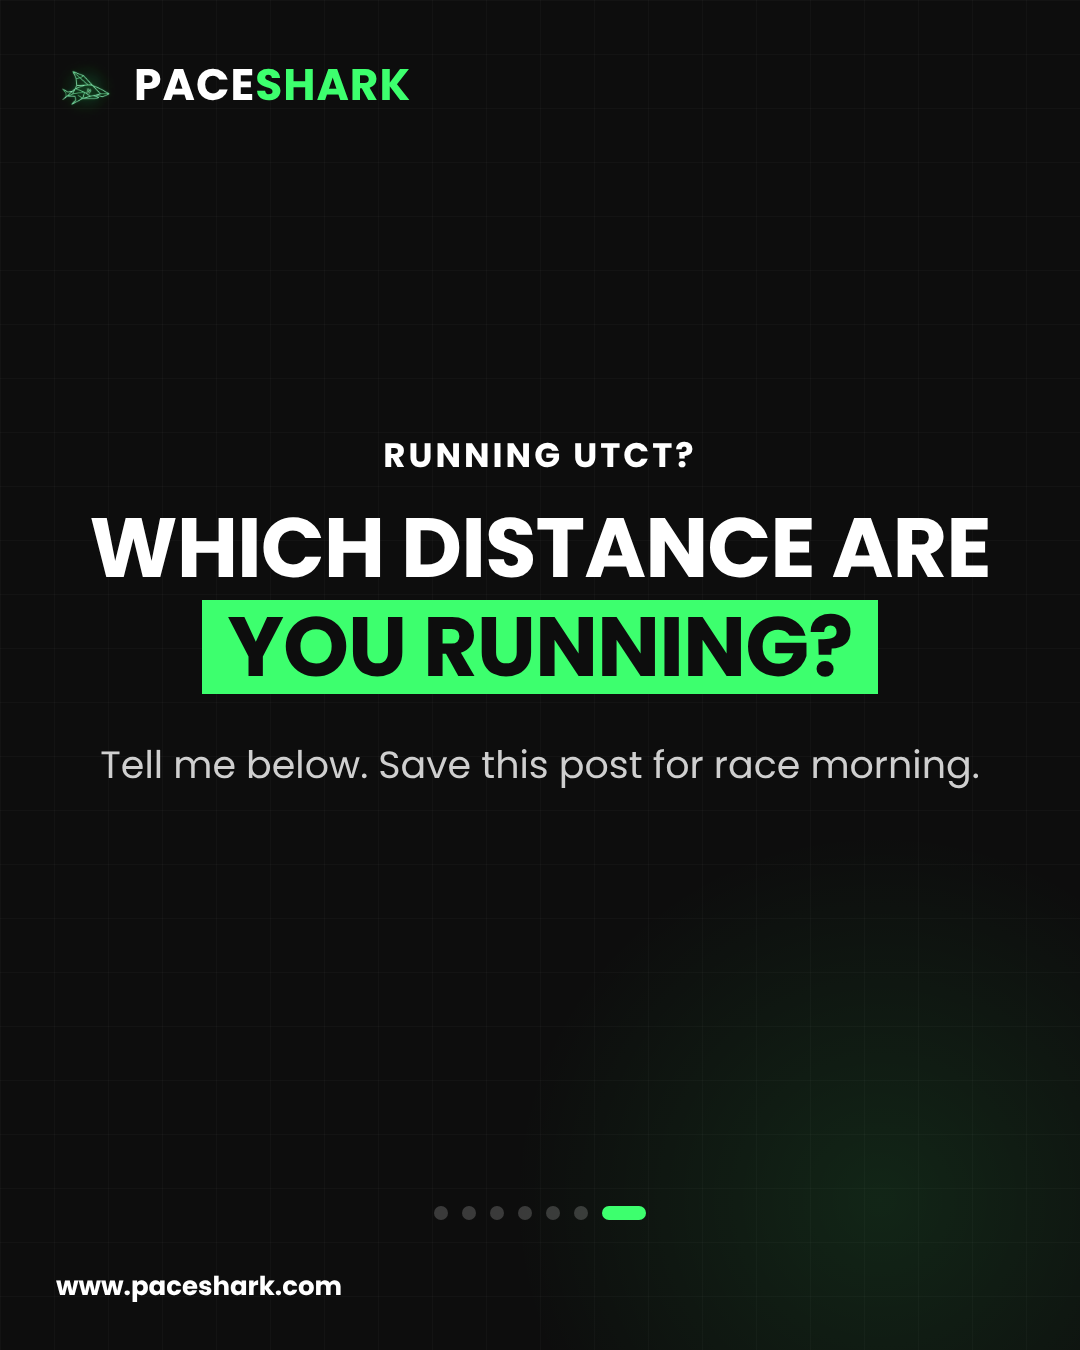 PACESHARK
RUNNING UTCT?
WHICH DISTANCE ARE
YOU RUNNING?
Tell me below. Save this post for race morning.
www.paceshark.com